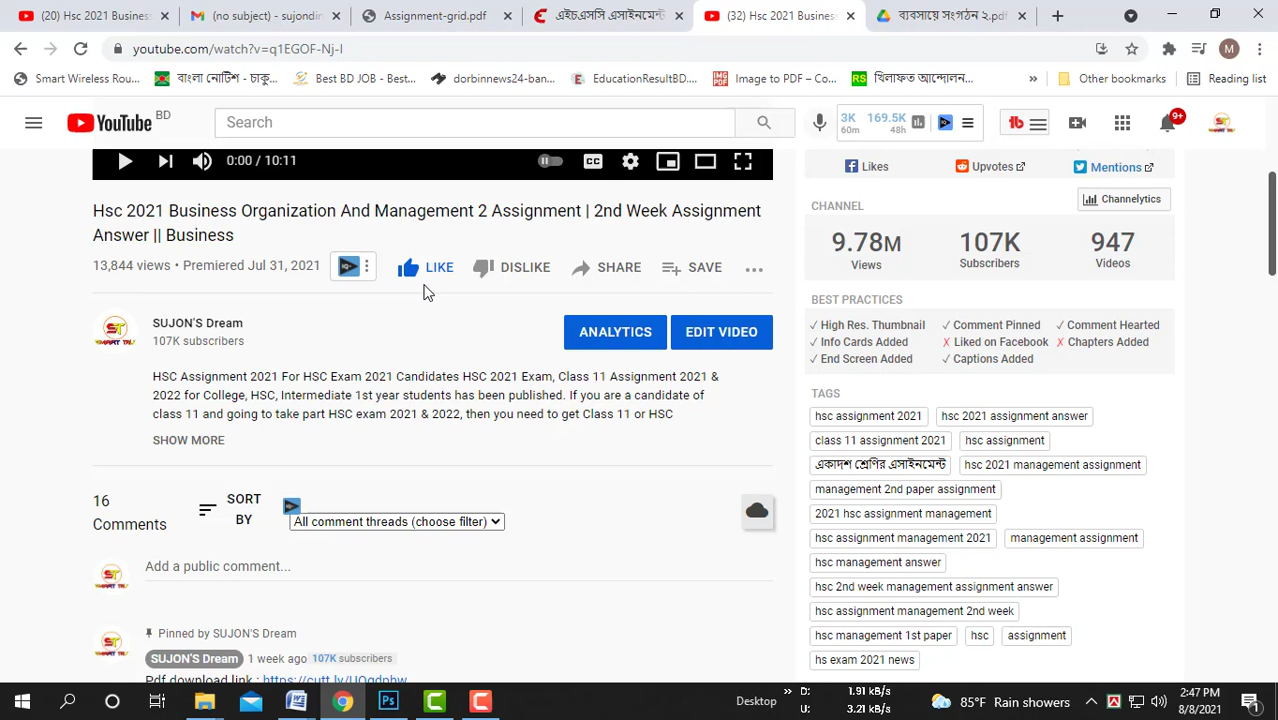 (20) Hsc 2021 Business
(no subject) - sujondin
Assignment-grid.pdf
এইচএসসি এসাইনমেন্ট
(32) Hsc 2021 Busines
ব্যবসায়ে সংগঠন ২.pdf
youtube.com/watch?v=q1EGOF-Nj-I
M
Smart Wireless Rou...
বাংলা নোটিশ - চাকু...
Best BD JOB - Best...
dorbinnews24-ban...
EducationResultBD....
Image to PDF – Co...
খিলাফত আন্দোলন...
»
Other bookmarks
Reading list
YouTube BD
Search
3K 60m
169.5K 48h
9+
0:00 / 10:11
CC
Likes
Upvotes
Mentions
Hsc 2021 Business Organization And Management 2 Assignment | 2nd Week Assignment
Answer || Business
13,844 views • Premiered Jul 31, 2021
LIKE
DISLIKE
SHARE
SAVE
SUJON'S Dream
107K subscribers
ANALYTICS
EDIT VIDEO
HSC Assignment 2021 For HSC Exam 2021 Candidates HSC 2021 Exam, Class 11 Assignment 2021 &
2022 for College, HSC, Intermediate 1st year students has been published. If you are a candidate of
class 11 and going to take part HSC exam 2021 & 2022, then you need to get Class 11 or HSC
SHOW MORE
16
Comments
SORT
BY
All comment threads (choose filter)
Add a public comment...
Pinned by SUJON'S Dream
SUJON'S Dream 1 week ago 107K subscribers
Pdf download link :
CHANNEL
Channelytics
9.78M
Views
107K
Subscribers
947
Videos
BEST PRACTICES
✓ High Res. Thumbnail
✓ Comment Pinned
✓ Comment Hearted
✓ Info Cards Added
✗ Liked on Facebook
✗ Chapters Added
✓ End Screen Added
✓ Captions Added
TAGS
hsc assignment 2021
hsc 2021 assignment answer
class 11 assignment 2021
hsc assignment
একাদশ শ্রেণির এসাইনমেন্ট
hsc 2021 management assignment
management 2nd paper assignment
2021 hsc assignment management
hsc assignment management 2021
management assignment
hsc management answer
hsc 2nd week management assignment answer
hsc assignment management 2nd week
hsc management 1st paper
hsc
assignment
hs exam 2021 news
Desktop
»
D: 1.91 kB/s
U: 3.21 kB/s
85°F Rain showers
2:47 PM
8/8/2021
1